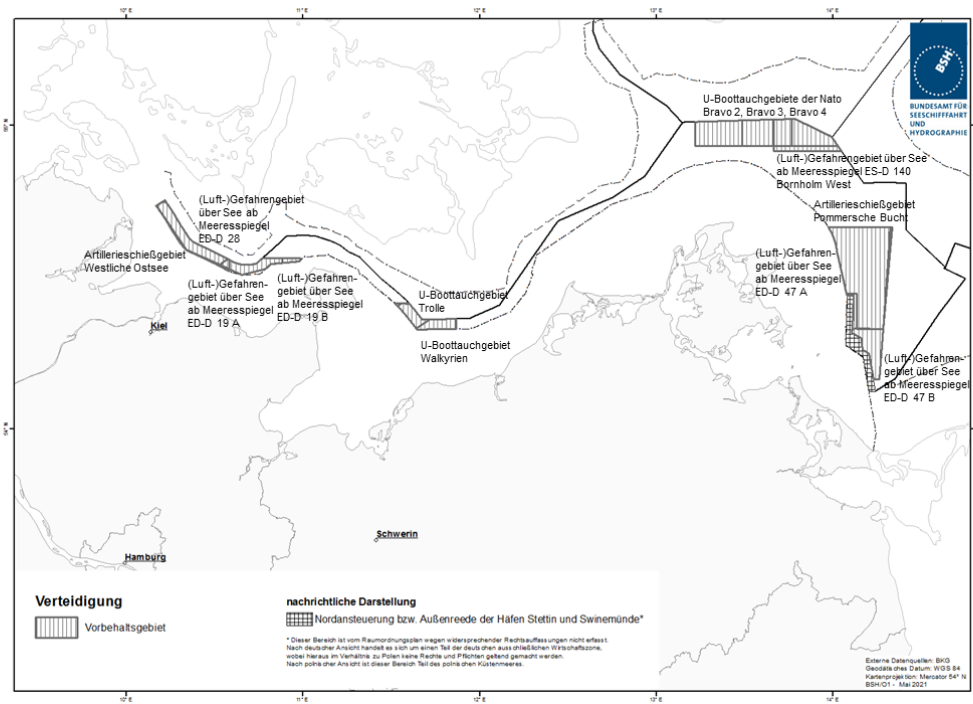 10° E 11° E 12° E 13° E 14° E
BSH
BUNDESAMT FÜR
SEESCHIFFFAHRT
UND
HYDROGRAPHIE
55° N
U-Boottauchgebiete der Nato
Bravo 2, Bravo 3, Bravo 4
(Luft-)Gefahrengebiet über See
ab Meeresspiegel ES-D 140
Bornholm West
Artillerieschießgebiet
Pommersche Bucht
(Luft-)Gefahrengebiet
über See ab
Meeresspiegel
ED-D 28
Artillerieschießgebiet
Westliche Ostsee
(Luft-)Gefahren-
gebiet über See
ab Meeresspiegel
ED-D 19 A
(Luft-)Gefahren-
gebiet über See
ab Meeresspiegel
ED-D 19 B
(Luft-)Gefahren-
gebiet über See
ab Meeresspiegel
ED-D 47 A
U-Boottauchgebiet
Trolle
U-Boottauchgebiet
Walkyrien
Kiel
(Luft-)Gefahren-
gebiet über See
ab Meeresspiegel
ED-D 47 B
54° N
Schwerin
Hamburg
Verteidigung
Vorbehaltsgebiet
nachrichtliche Darstellung
Nordansteuerung bzw. Außenreede der Häfen Stettin und Swinemünde*
* Dieser Bereich ist vom Raumordnungsplan wegen widersprechender Rechtsauffassungen nicht erfasst.
Nach deutscher Ansicht handelt es sich um einen Teil der deutschen ausschließlichen Wirtschaftszone,
wobei hieraus im Verhältnis zu Polen keine Rechte und Pflichten geltend gemacht werden.
Nach polnischer Ansicht ist dieser Bereich Teil des polnischen Küstenmeeres.
Externe Datenquellen: BKG
Geodätisches Datum: WGS 84
Kartenprojektion: Mercator 54° N
BSH/O1 - Mai 2021
10° E 11° E 12° E 13° E 14° E